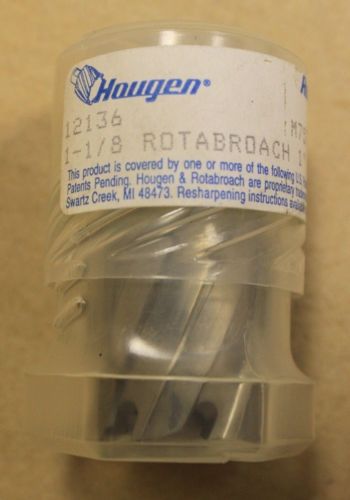 Hougen®
12136
1-1/8 ROTABROACH 1"
This product is covered by one or more of the following U.S.
Patents Pending. Hougen & Rotabroach are proprietary
Swartz Creek, MI 48473. Resharpening instructions